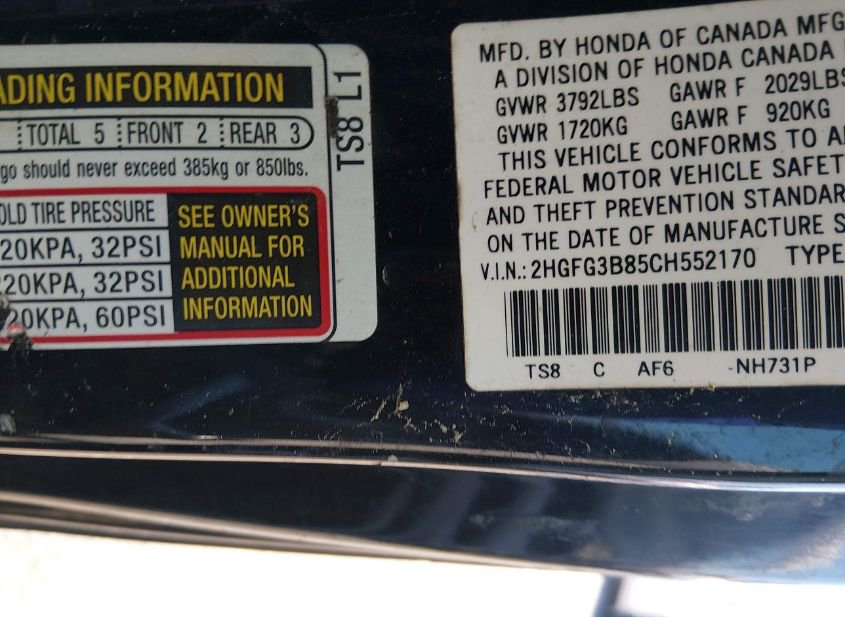 ADING INFORMATION
TOTAL 5 FRONT 2 REAR 3
go should never exceed 385kg or 850lbs.
OLD TIRE PRESSURE
20KPA, 32PSI
220KPA, 32PSI
20KPA, 60PSI
SEE OWNER'S
MANUAL FOR
ADDITIONAL
INFORMATION
TS8 L1
MFD. BY HONDA OF CANADA MFG
A DIVISION OF HONDA CANADA
GVWR 3792LBS GAWR F 2029LBS
GVWR 1720KG GAWR F 920KG
THIS VEHICLE CONFORMS TO A
FEDERAL MOTOR VEHICLE SAFET
AND THEFT PREVENTION STANDAR
ON THE DATE OF MANUFACTURE S
V.I.N.: 2HGFG3B85CH552170 TYPE
TS8 C AF6 -NH731P